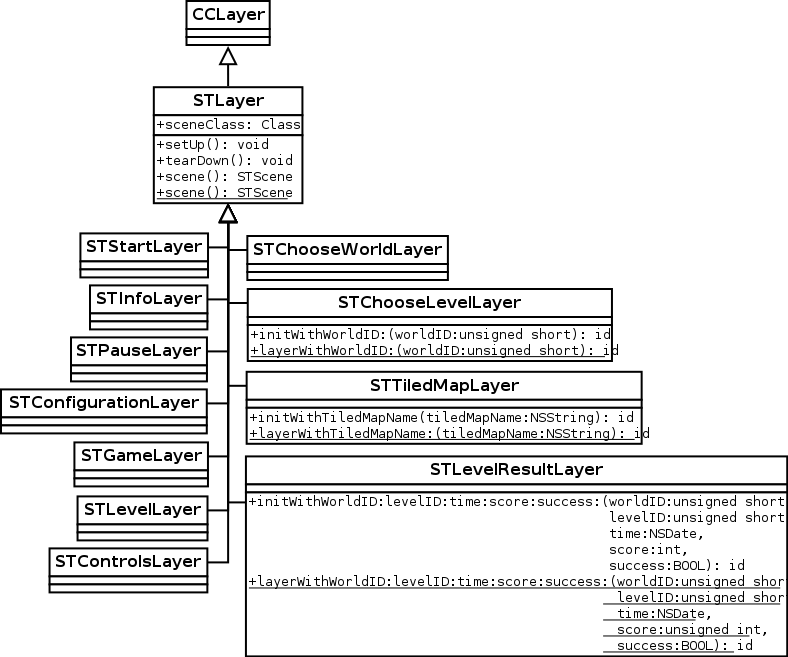 CCLayer
STLayer
+sceneClass: Class
+setUp(): void
+tearDown(): void
+scene(): STScene
+scene(): STScene
STStartLayer
STChooseWorldLayer
STInfoLayer
STChooseLevelLayer
+initWithWorldID:(worldID:unsigned short): id
+layerWithWorldID:(worldID:unsigned short): id
STPauseLayer
STTiledMapLayer
+initWithTiledMapName(tiledMapName:NSString): id
+layerWithTiledMapName:(tiledMapName:NSString): id
STConfigurationLayer
STGameLayer
STLevelLayer
STControlsLayer
STLevelResultLayer
+initWithWorldID:levelID:time:score:success:(worldID:unsigned short
levelID:unsigned short
time:NSDate,
score:int,
success:BOOL): id
+layerWithWorldID:levelID:time:score:success:(worldID:unsigned shor
levelID:unsigned shor
time:NSDate,
score:unsigned int,
success:BOOL): id